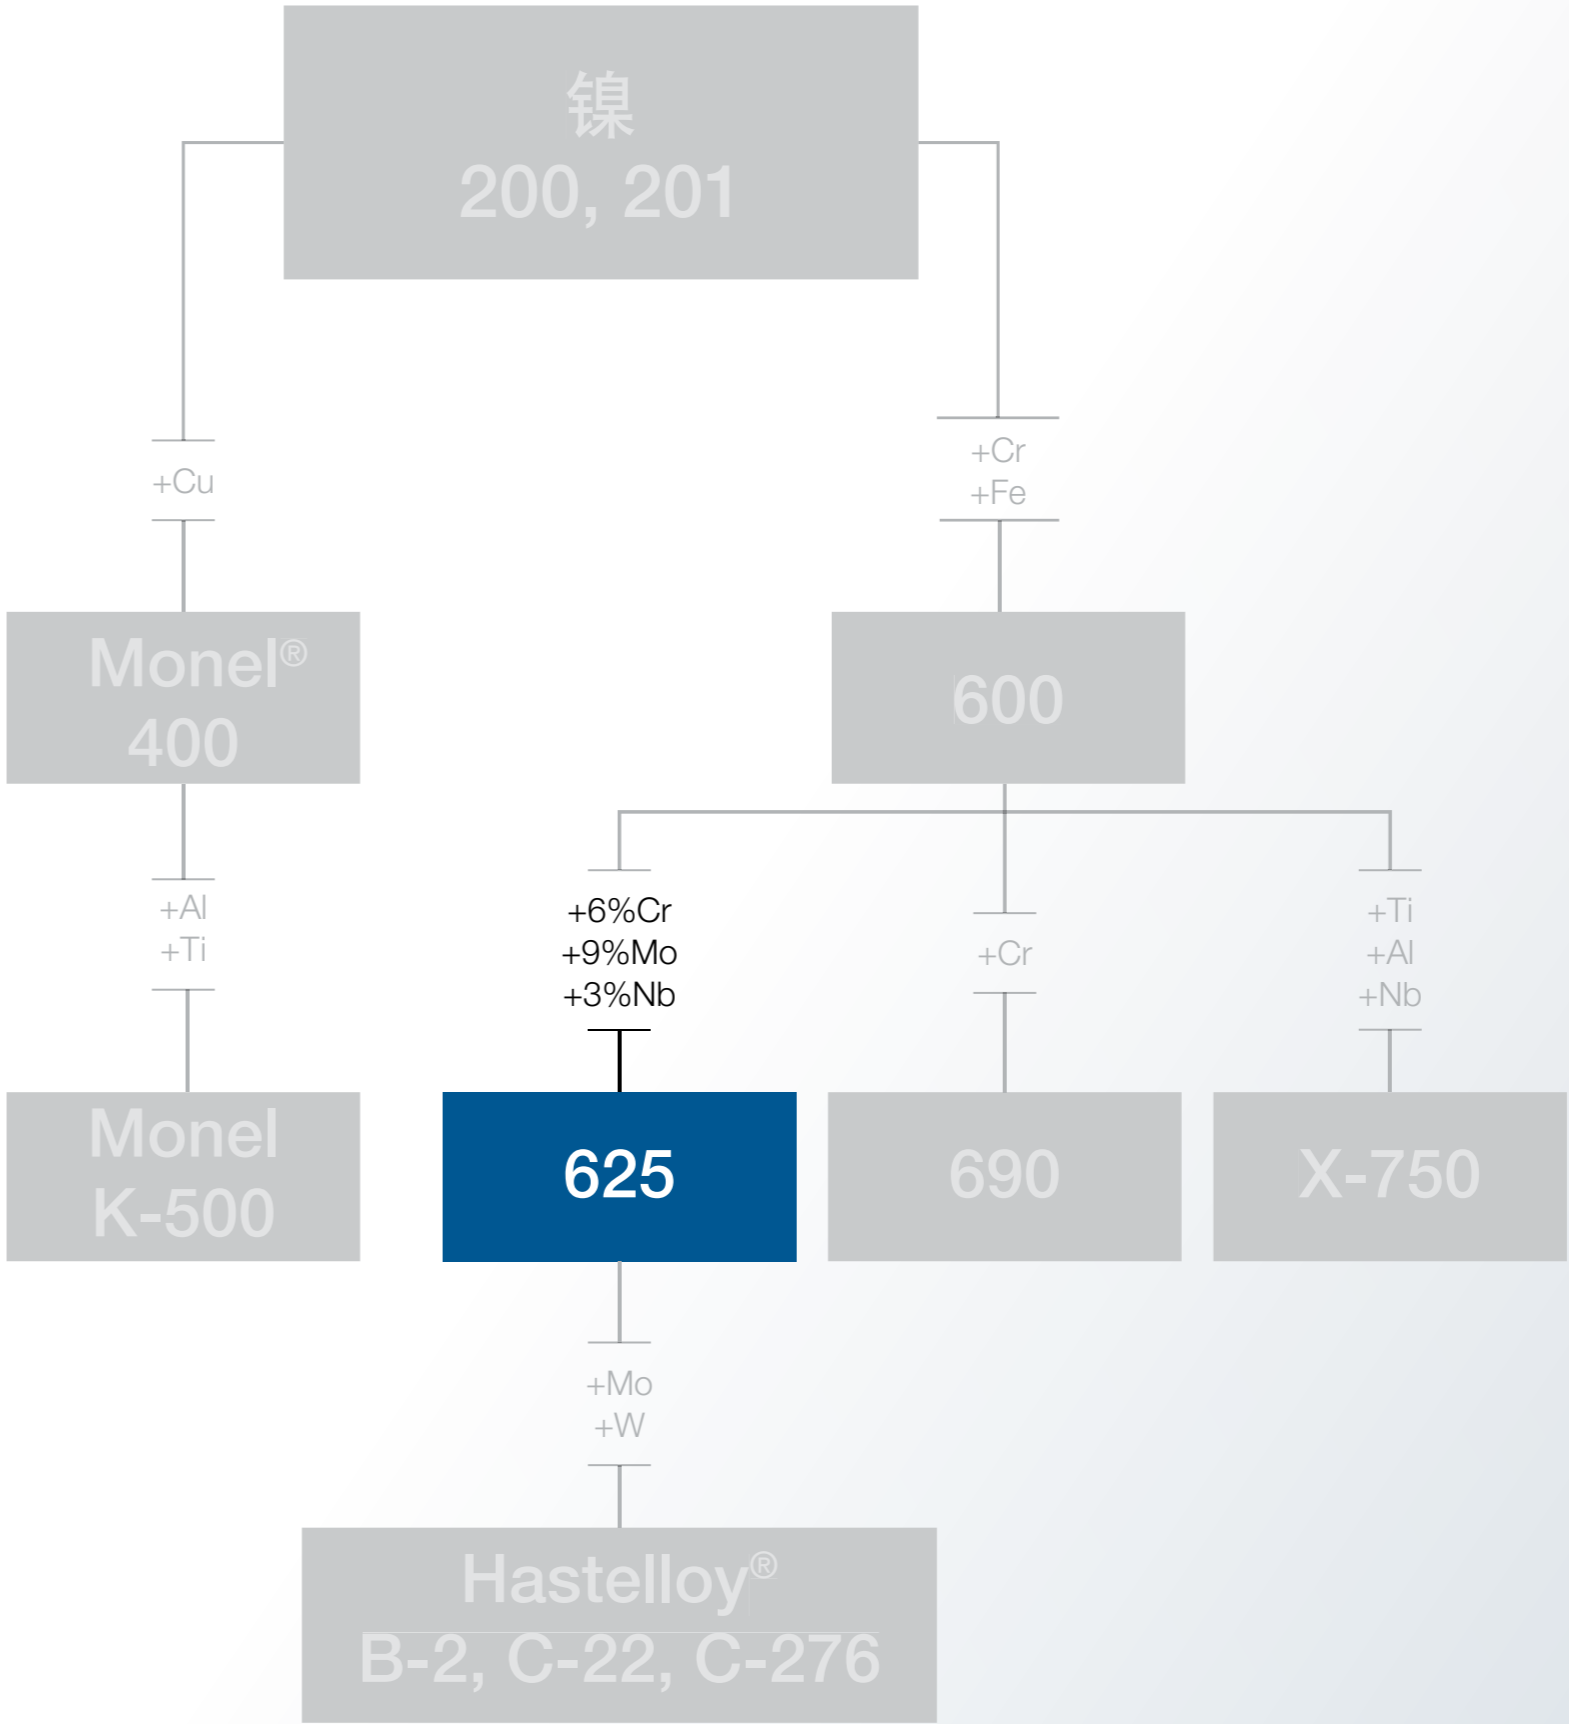 镍
200, 201
+Cu
+Cr
+Fe
Monel®
400
600
+Al
+Ti
+6%Cr
+9%Mo
+3%Nb
+Cr
+Ti
+Al
+Nb
Monel
K-500
625
690
X-750
+Mo
+W
Hastelloy®
B-2, C-22, C-276